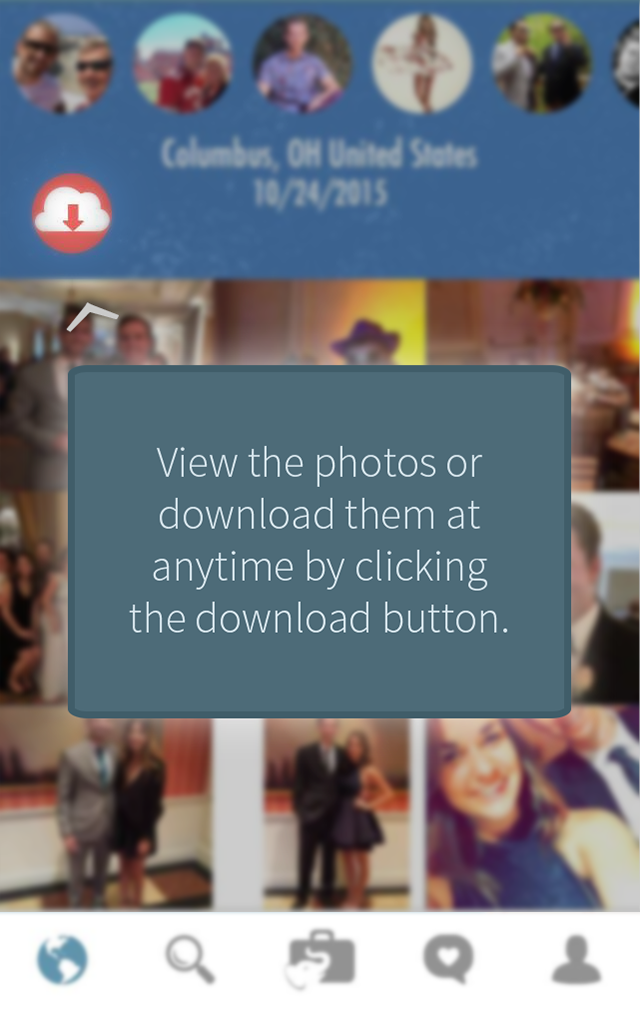 Columbus, OH United States
10/24/2015
View the photos or
download them at
anytime by clicking
the download button.